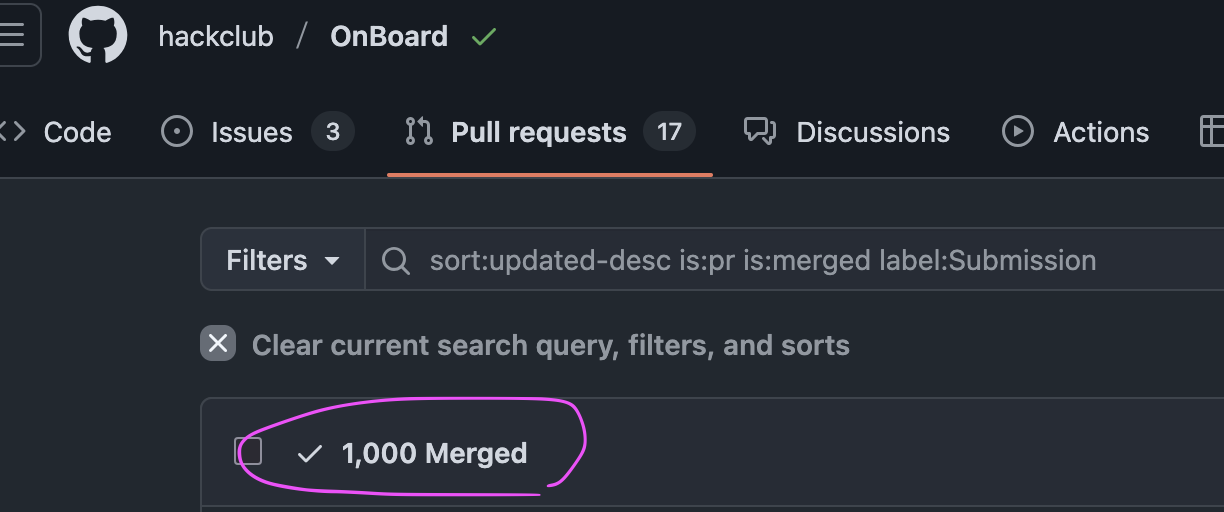 hackclub / OnBoard
Code Issues 3 Pull requests 17 Discussions Actions
Filters sort:updated-desc is:pr is:merged label:Submission
Clear current search query, filters, and sorts
1,000 Merged